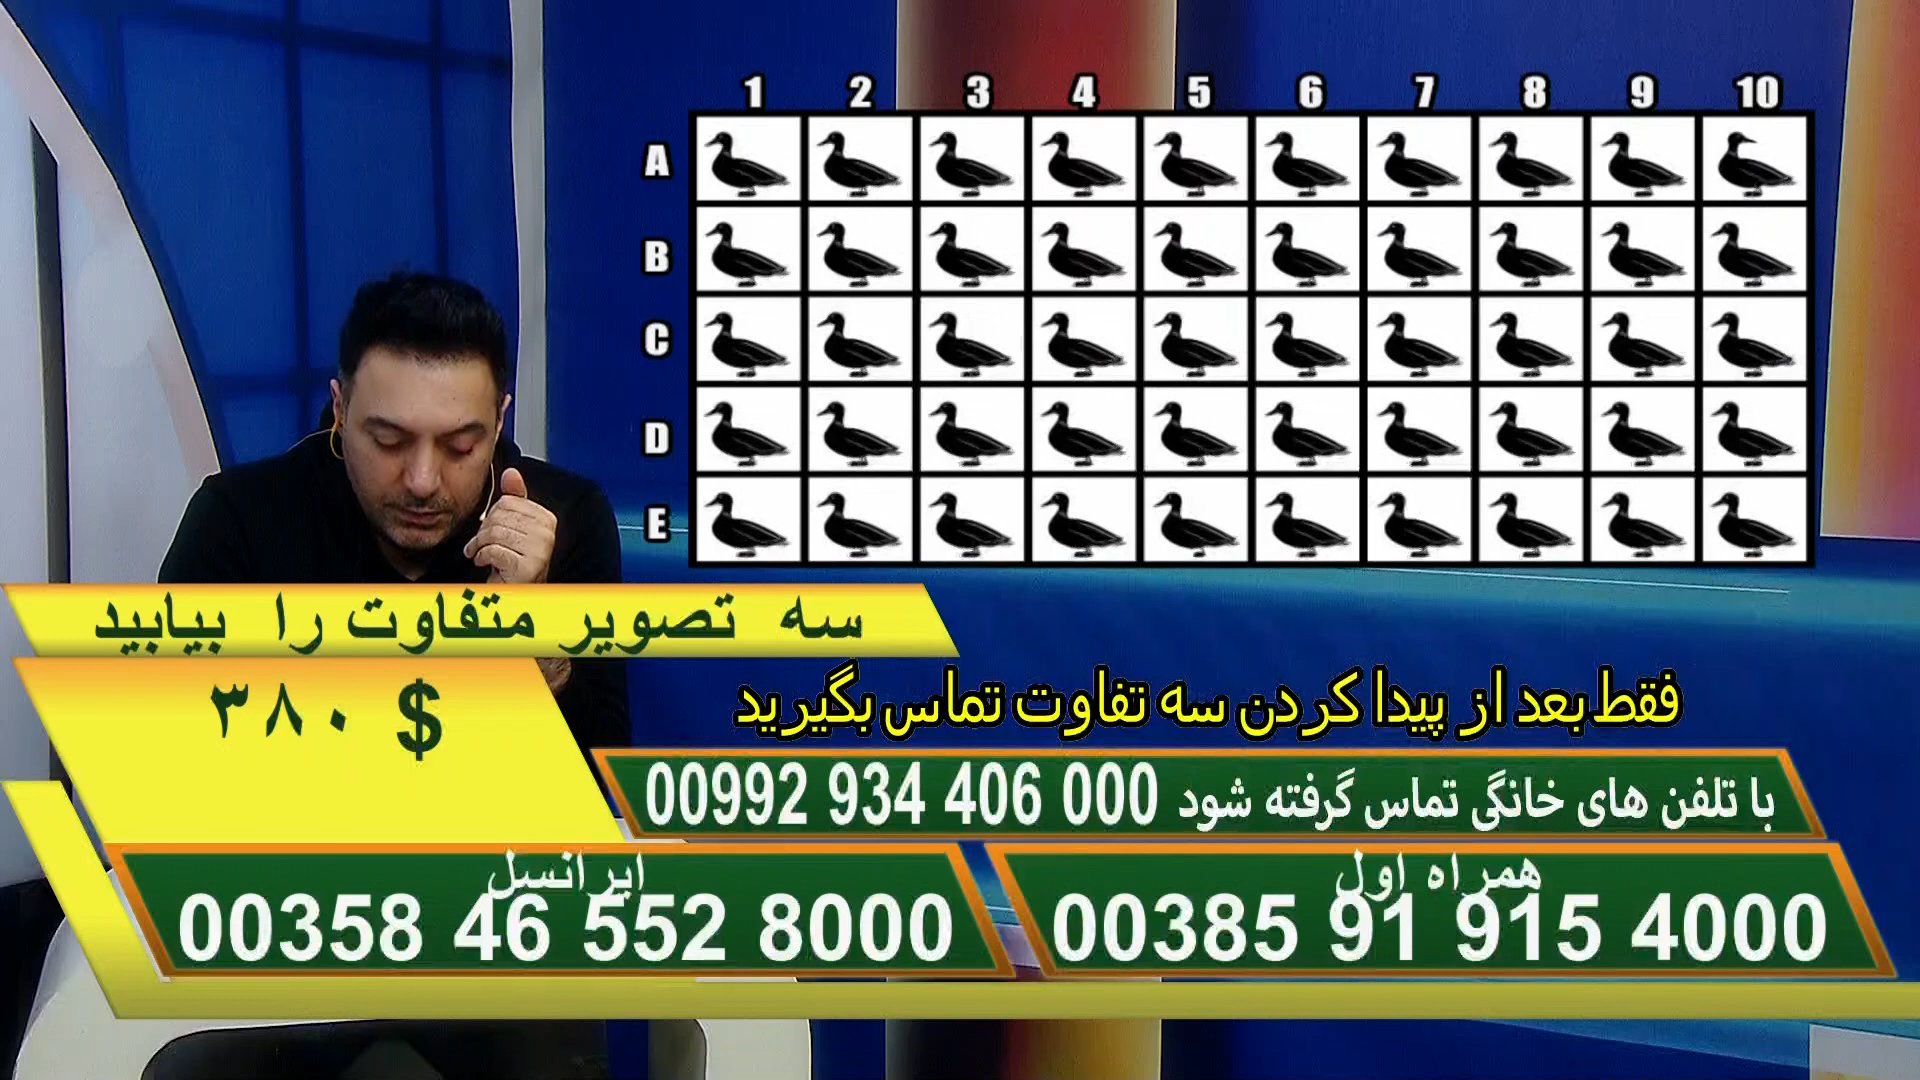 1 2 3 4 5 6 7 8 9 10
A
B
C
D
E
سه تصویر متفاوت را بیابید
۳۸۰ $
فقط بعد از پیدا کردن سه تفاوت تماس بگیرید
با تلفن های خانگی تماس گرفته شود 00992 934 406 000
ایرانسل
00358 46 552 8000
همراه اول
00385 91 915 4000